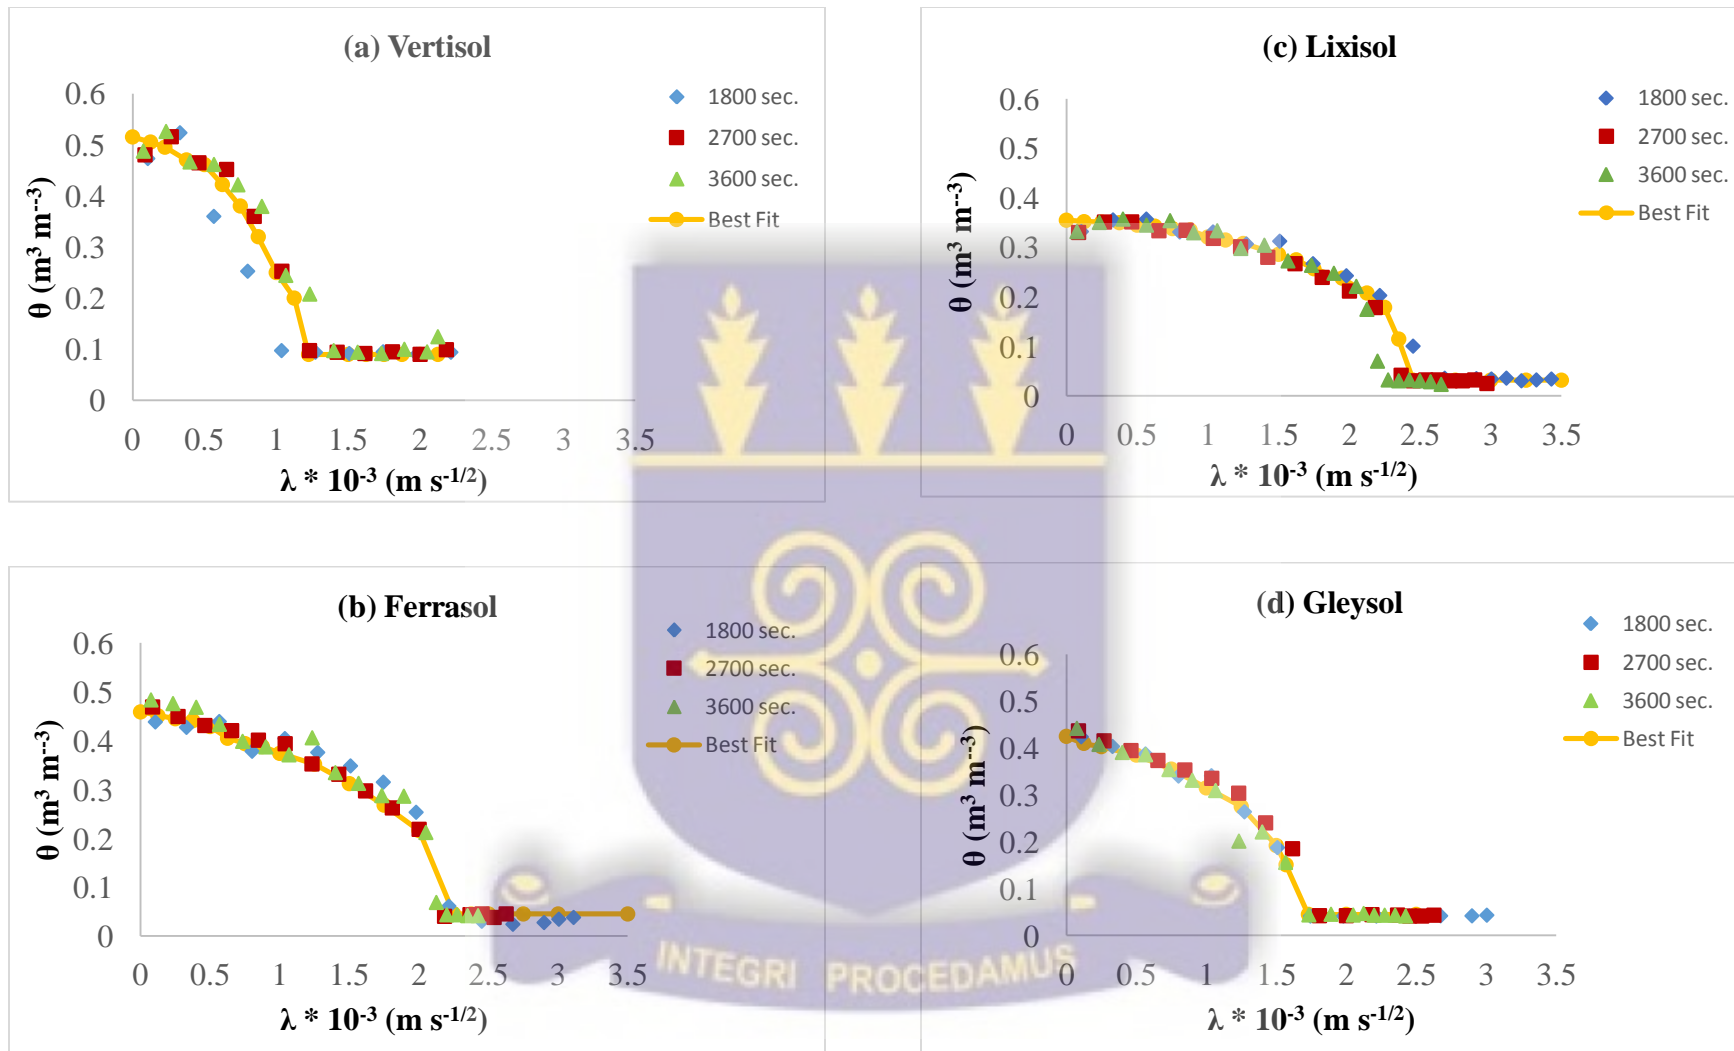 (a) Vertisol
0.6
0.5
0.4
0.3
0.2
0.1
0
θ (m³ m⁻-³)
0 0.5 1 1.5 2 2.5 3 3.5
λ * 10⁻³ (m s⁻¹/²)
1800 sec.
2700 sec.
3600 sec.
Best Fit
(c) Lixisol
0.6
0.5
0.4
0.3
0.2
0.1
0
θ (m³ m⁻-³)
0 0.5 1 1.5 2 2.5 3 3.5
λ * 10⁻³ (m s⁻¹/²)
1800 sec.
2700 sec.
3600 sec.
Best Fit
(b) Ferrasol
0.6
0.5
0.4
0.3
0.2
0.1
0
θ (m³ m⁻-³)
0 0.5 1 1.5 2 2.5 3 3.5
λ * 10⁻³ (m s⁻¹/²)
1800 sec.
2700 sec.
3600 sec.
Best Fit
(d) Gleysol
0.6
0.5
0.4
0.3
0.2
0.1
0
θ (m³ m⁻-³)
0 0.5 1 1.5 2 2.5 3 3.5
λ * 10⁻³ (m s⁻¹/²)
1800 sec.
2700 sec.
3600 sec.
Best Fit
INTEGRI PROCEDAMUS